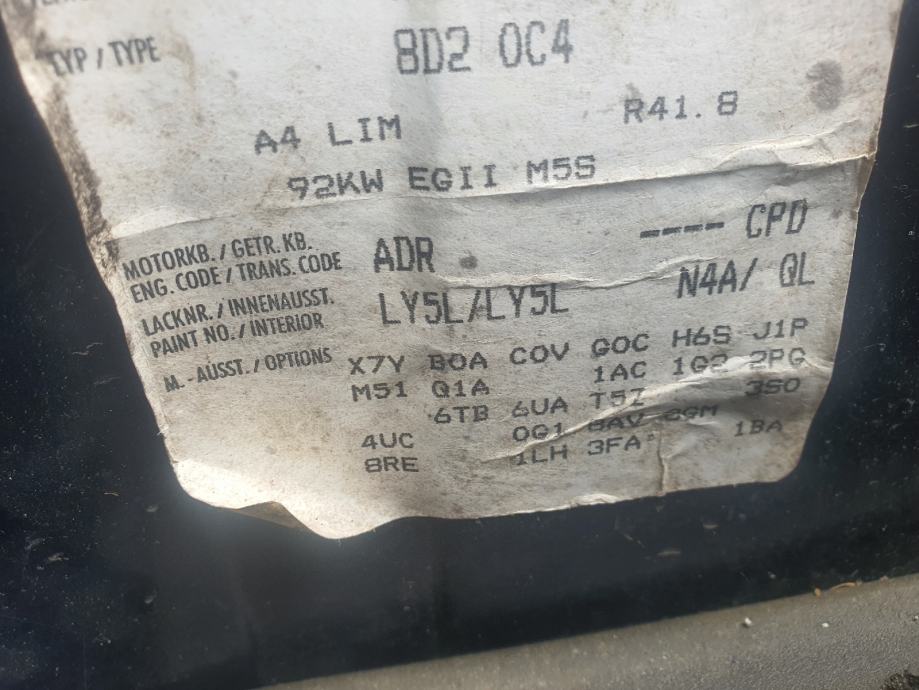 TYP / TYPE 8D2 0C4
A4 LIM R41.8
92KW EGII M5S
MOTORKB. / GETR. KB.
ENG. CODE / TRANS. CODE ADR ---- CPD
LACKNR. / INNENAUSST.
PAINT NO. / INTERIOR LY5L/LY5L N4A/ QL
M. - AUSST. / OPTIONS X7Y B0A C0V G0C H6S J1P
M51 Q1A 1AC 1G2 2PG
6TB 6UA T5Z 3S0
4UC 0G1 8AV 8GM
8RE 1LH 3FA 1BA